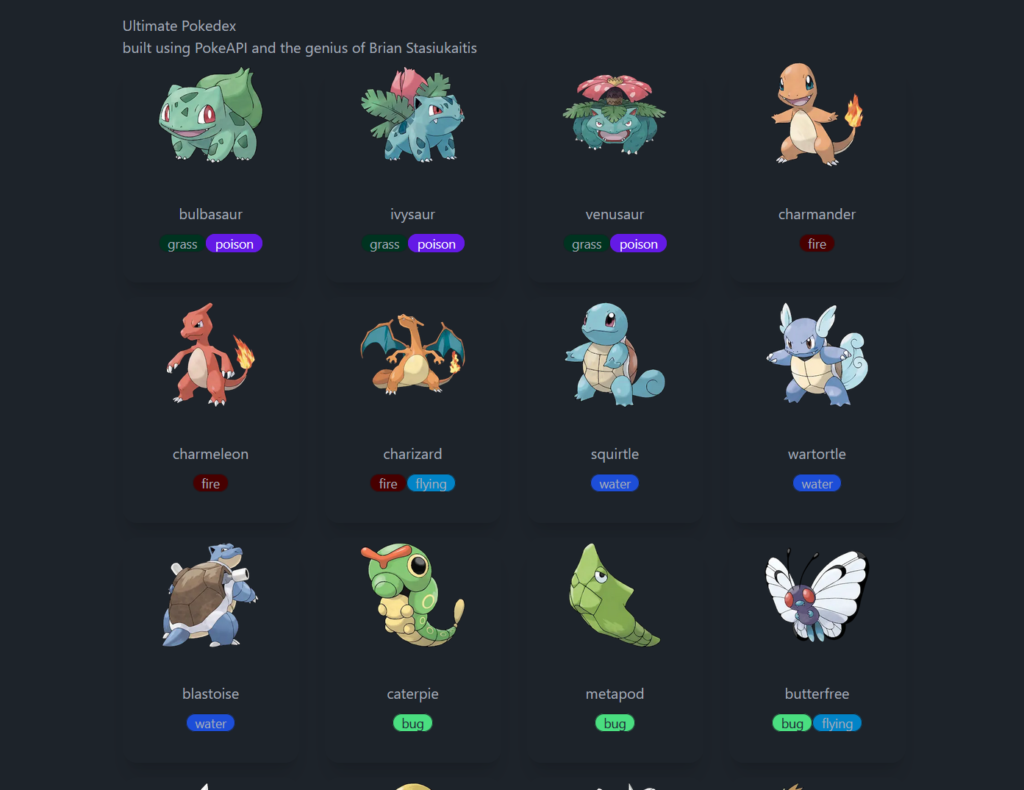 Ultimate Pokedex
built using PokeAPI and the genius of Brian Stasiukaitis
bulbasaur
grass poison
ivysaur
grass poison
venusaur
grass poison
charmander
fire
charmeleon
fire
charizard
fire flying
squirtle
water
wartortle
water
blastoise
water
caterpie
bug
metapod
bug
butterfree
bug flying